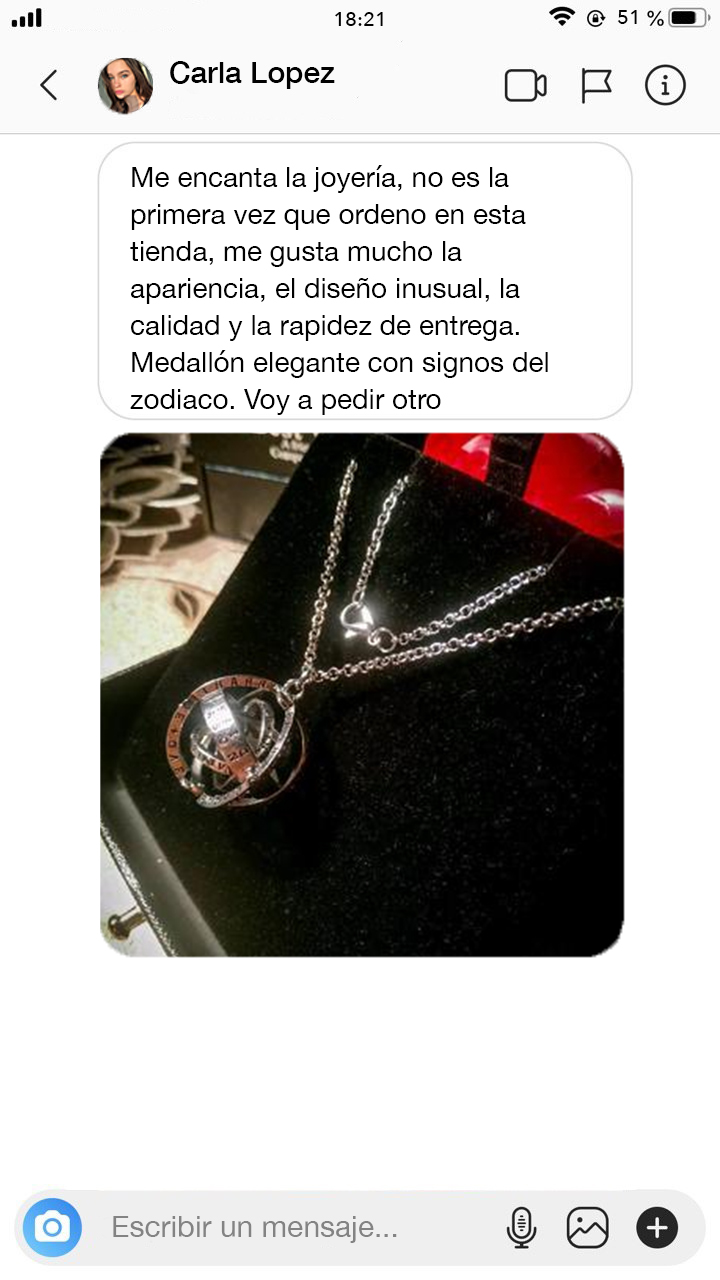 18:21
51 %
Carla Lopez
Me encanta la joyería, no es la
primera vez que ordeno en esta
tienda, me gusta mucho la
apariencia, el diseño inusual, la
calidad y la rapidez de entrega.
Medallón elegante con signos del
zodiaco. Voy a pedir otro
Escribir un mensaje...